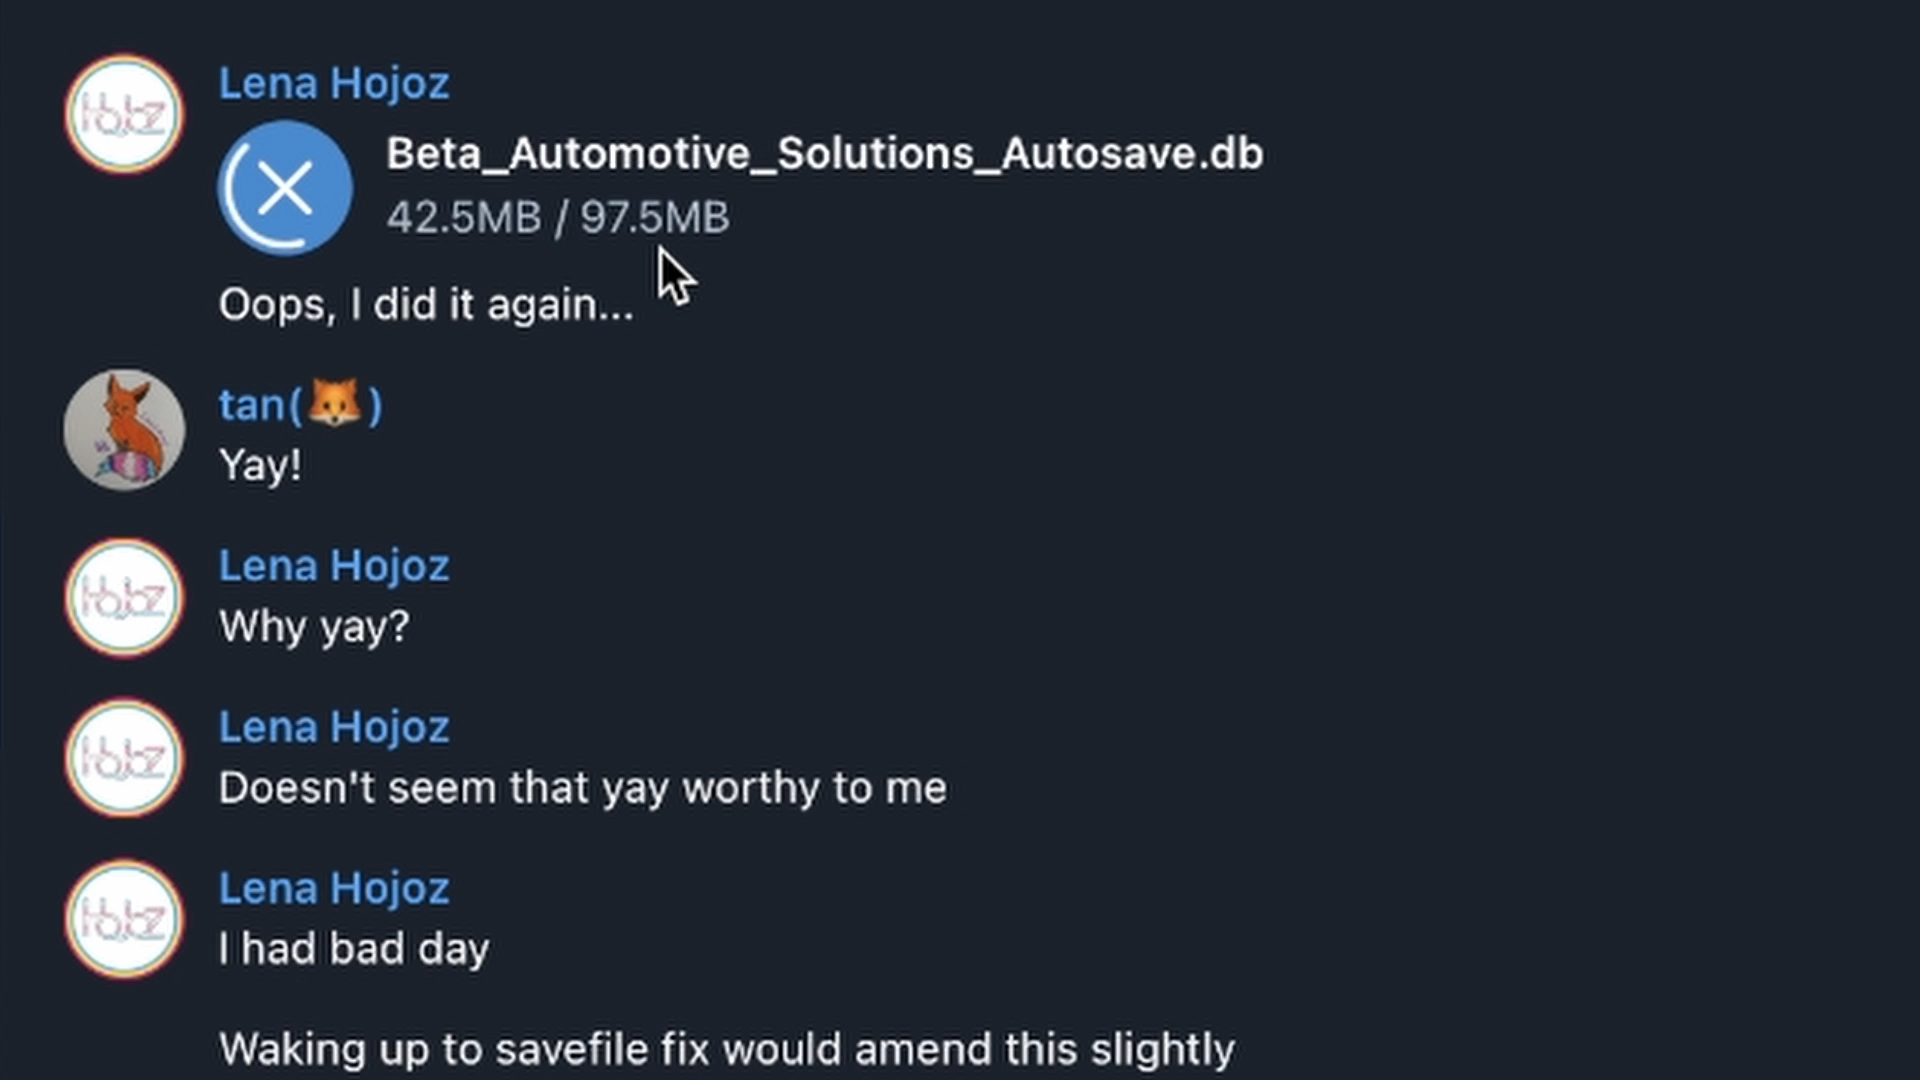 Lena Hojoz
Beta_Automotive_Solutions_Autosave.db
42.5MB / 97.5MB
Oops, I did it again...
tan(🦊)
Yay!
Lena Hojoz
Why yay?
Lena Hojoz
Doesn't seem that yay worthy to me
Lena Hojoz
I had bad day
Waking up to savefile fix would amend this slightly